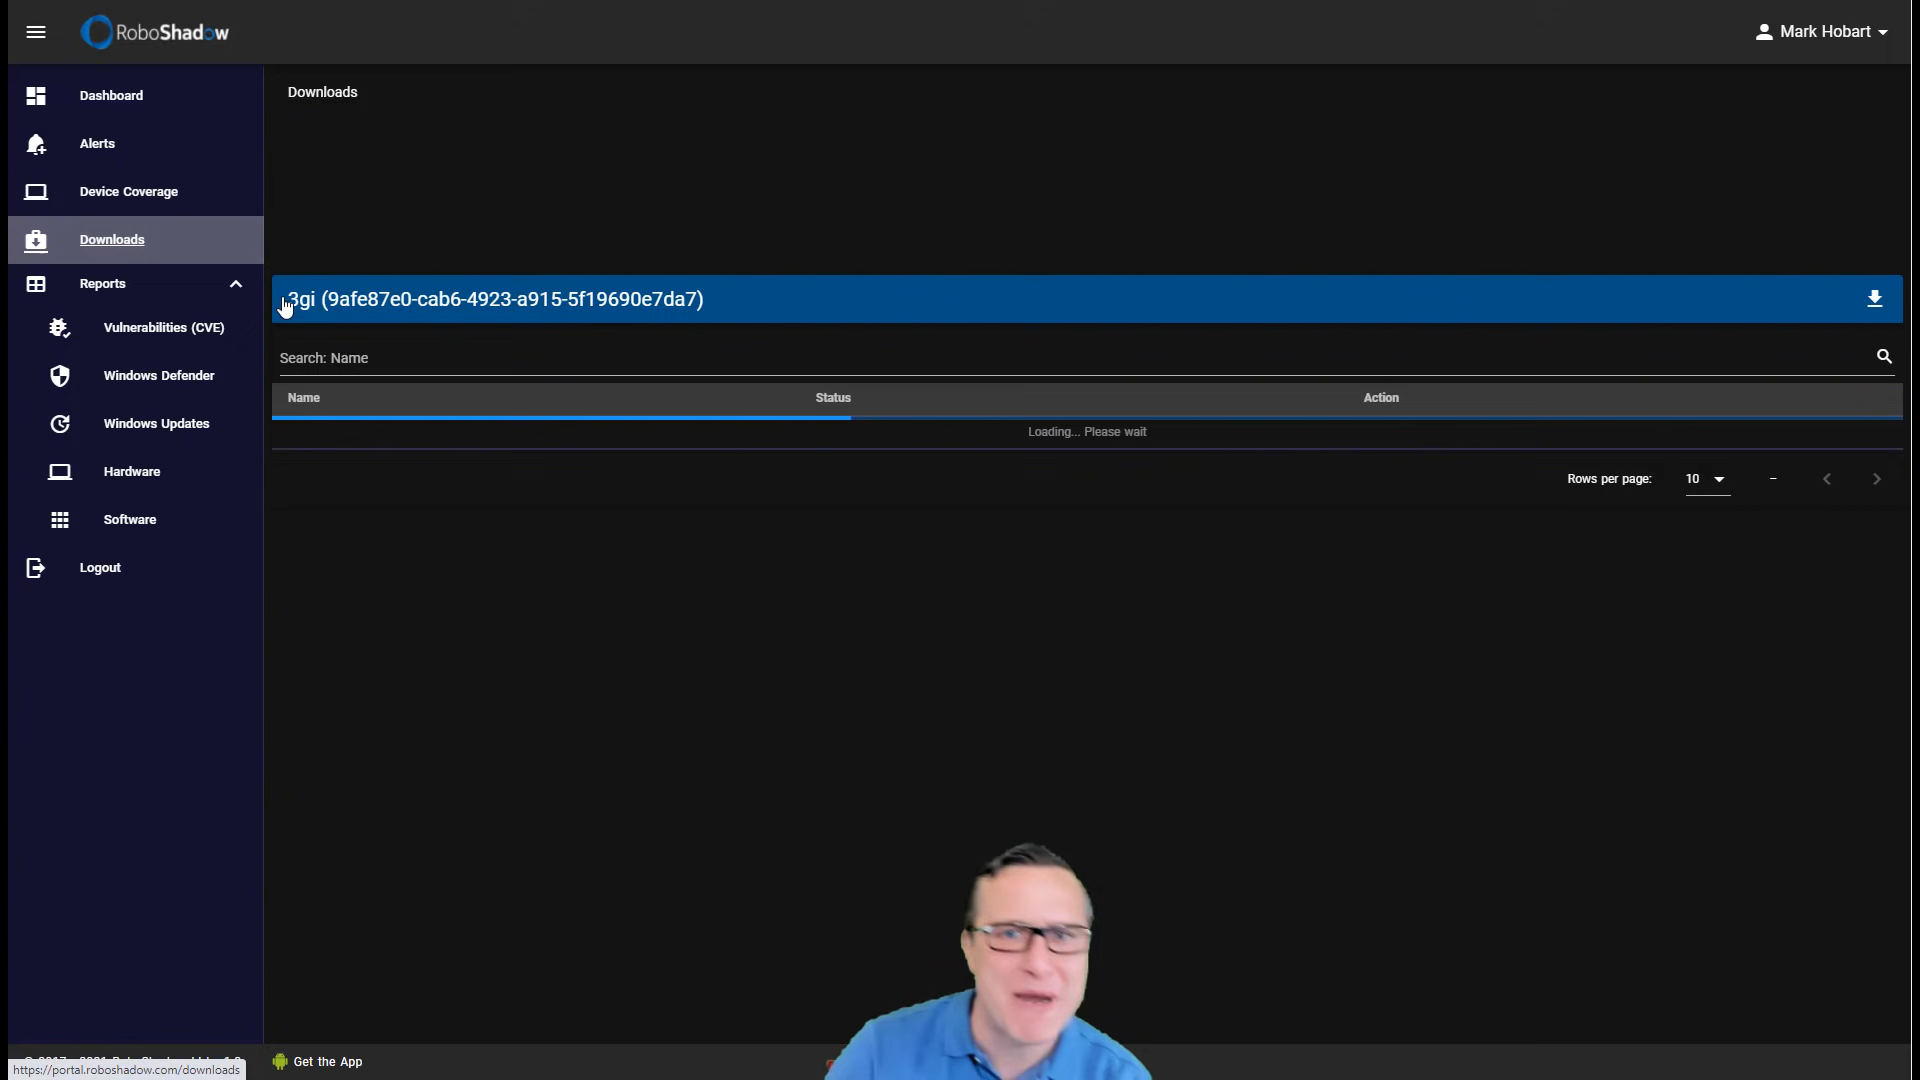 RoboShadow
Mark Hobart
Dashboard
Alerts
Device Coverage
Downloads
Reports
Vulnerabilities (CVE)
Windows Defender
Windows Updates
Hardware
Software
Logout
Downloads
3gi (9afe87e0-cab6-4923-a915-5f19690e7da7)
Search: Name
Name Status Action
Loading... Please wait
Rows per page: 10 –
Get the App
https://portal.roboshadow.com/downloads